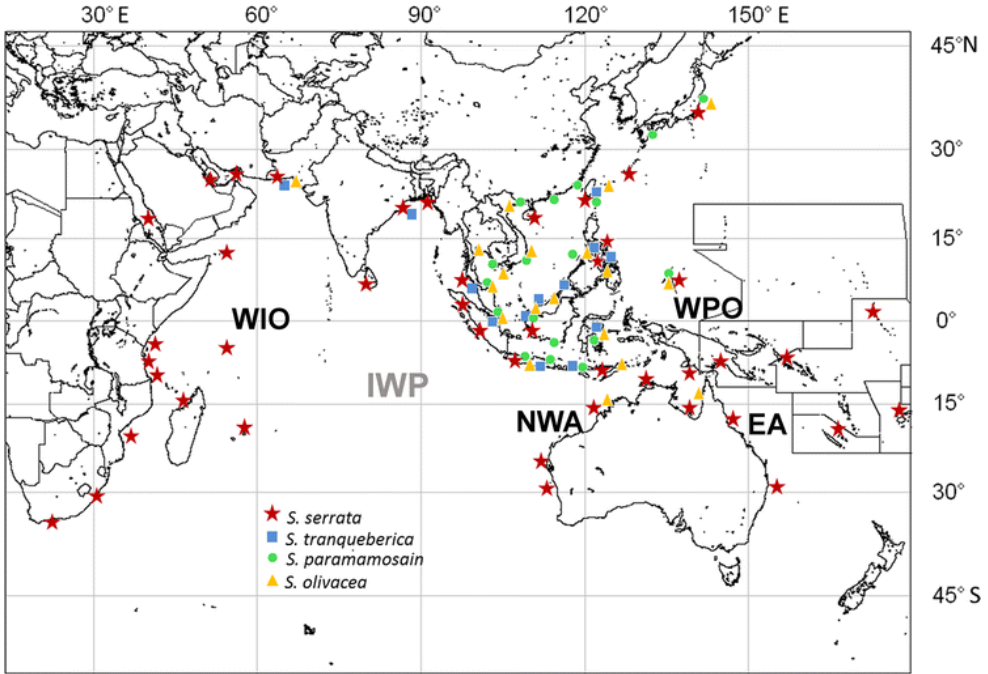 30° E 60° 90° 120° 150° E
45°N
30°
15°
WPO
0°
WIO
IWP
15°
NWA EA
30°
S. serrata
S. tranqueberica
S. paramamosain
S. olivacea
45° S